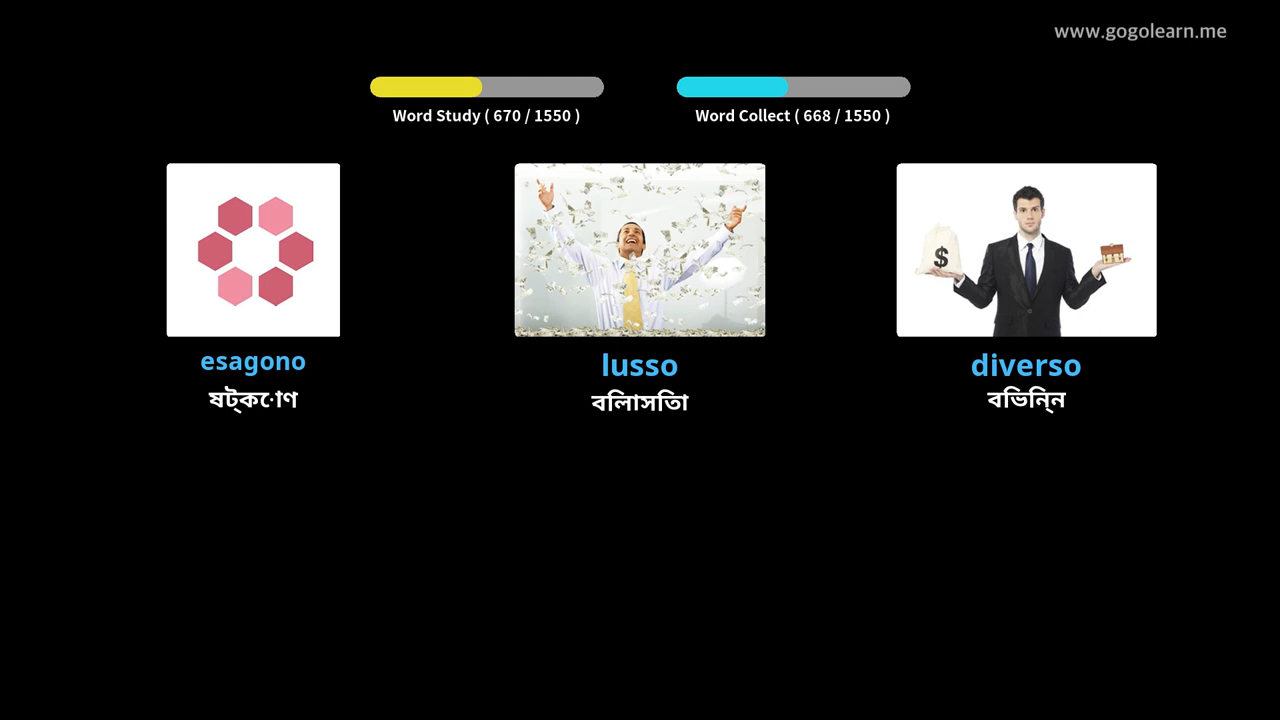 www.gogolearn.me
Word Study ( 670 / 1550 )
Word Collect ( 668 / 1550 )
$
esagono
lusso
diverso
ষট্কোণ
বিলাসিতা
বিভিন্ন